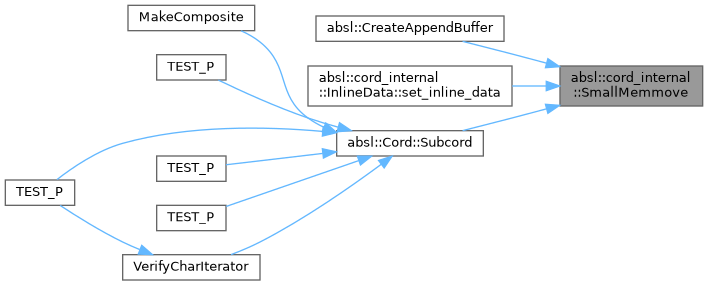 MakeComposite
absl::CreateAppendBuffer
TEST_P
absl::cord_internal
::InlineData::set_inline_data
absl::cord_internal
::SmallMemmove
absl::Cord::Subcord
TEST_P
TEST_P
TEST_P
VerifyCharIterator